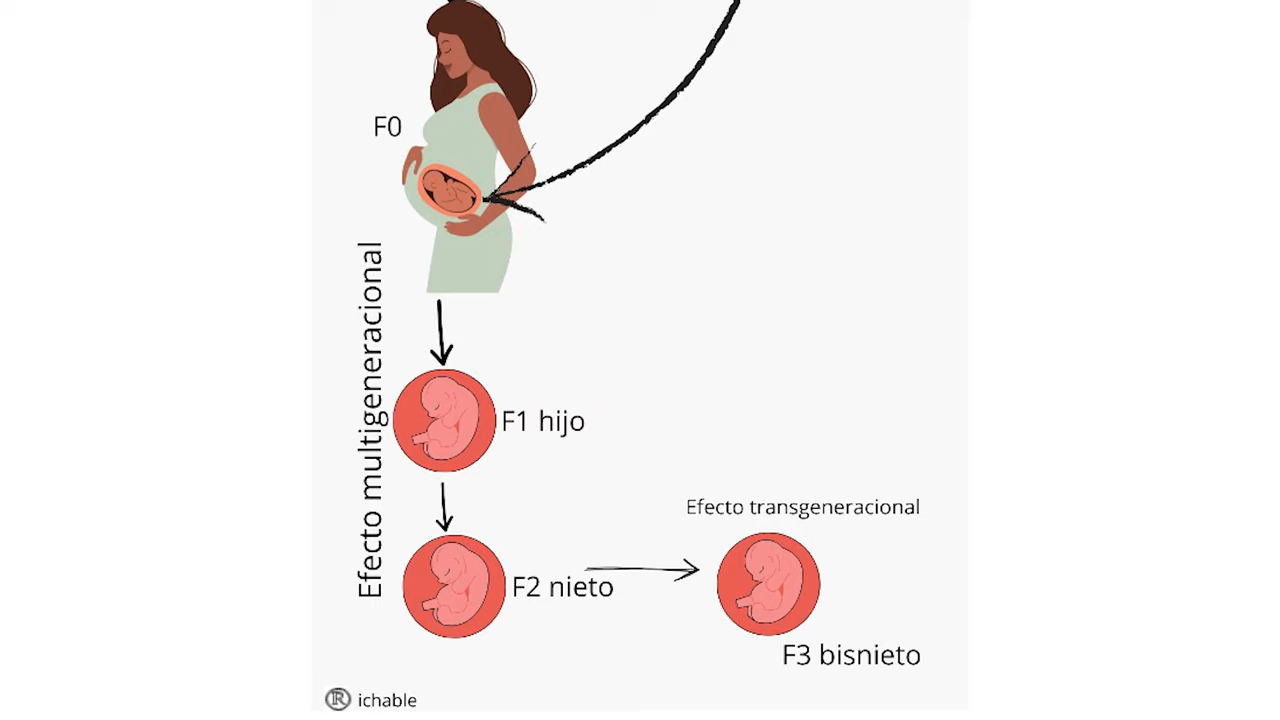 F0
Efecto multigeneracional
F1 hijo
Efecto transgeneracional
F2 nieto
F3 bisnieto
R ichable